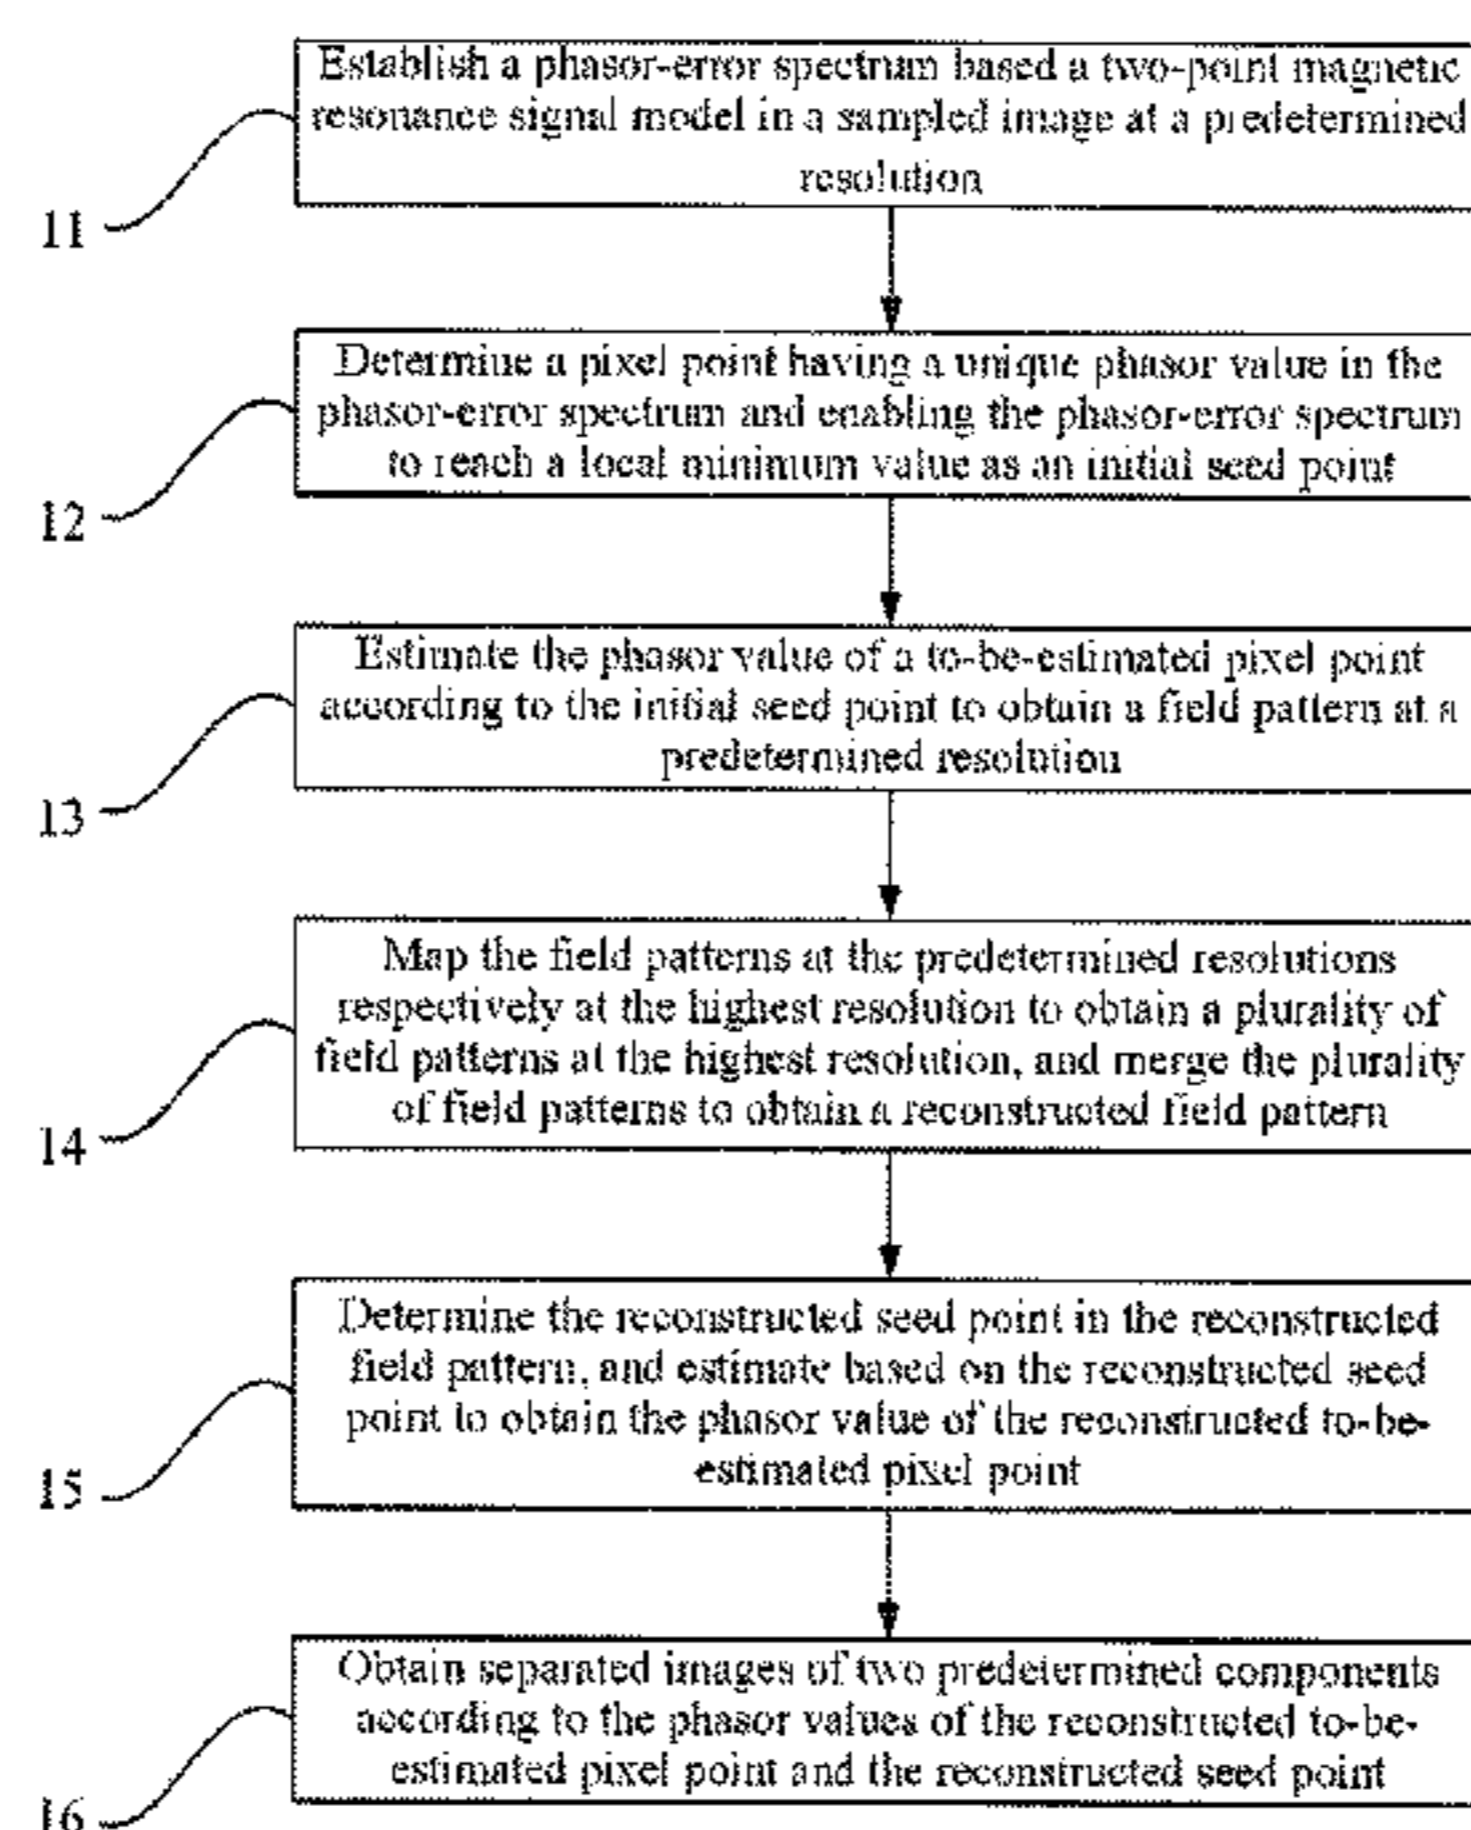 Establish a phasor-error spectrum based a two-point magnetic
resonance signal model in a sampled image at a predetermined
resolution
11
Determine a pixel point having a unique phasor value in the
phasor-error spectrum and enabling the phasor-error spectrum
to reach a local minimum value as an initial seed point
12
Estimate the phasor value of a to-be-estimated pixel point
according to the initial seed point to obtain a field pattern at a
predetermined resolution
13
Map the field patterns at the predetermined resolutions
respectively at the highest resolution to obtain a plurality of
field patterns at the highest resolution, and merge the plurality
of field patterns to obtain a reconstructed field pattern
14
Determine the reconstructed seed point in the reconstructed
field pattern, and estimate based on the reconstructed seed
point to obtain the phasor value of the reconstructed to-be-
estimated pixel point
15
Obtain separated images of two predetermined components
according to the phasor values of the reconstructed to-be-
estimated pixel point and the reconstructed seed point
16